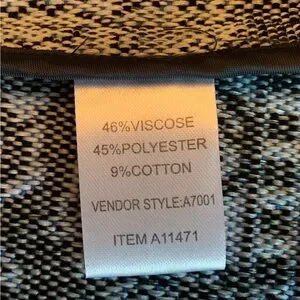 46%VISCOSE
45%POLYESTER
9%COTTON
VENDOR STYLE:A7001
ITEM A11471